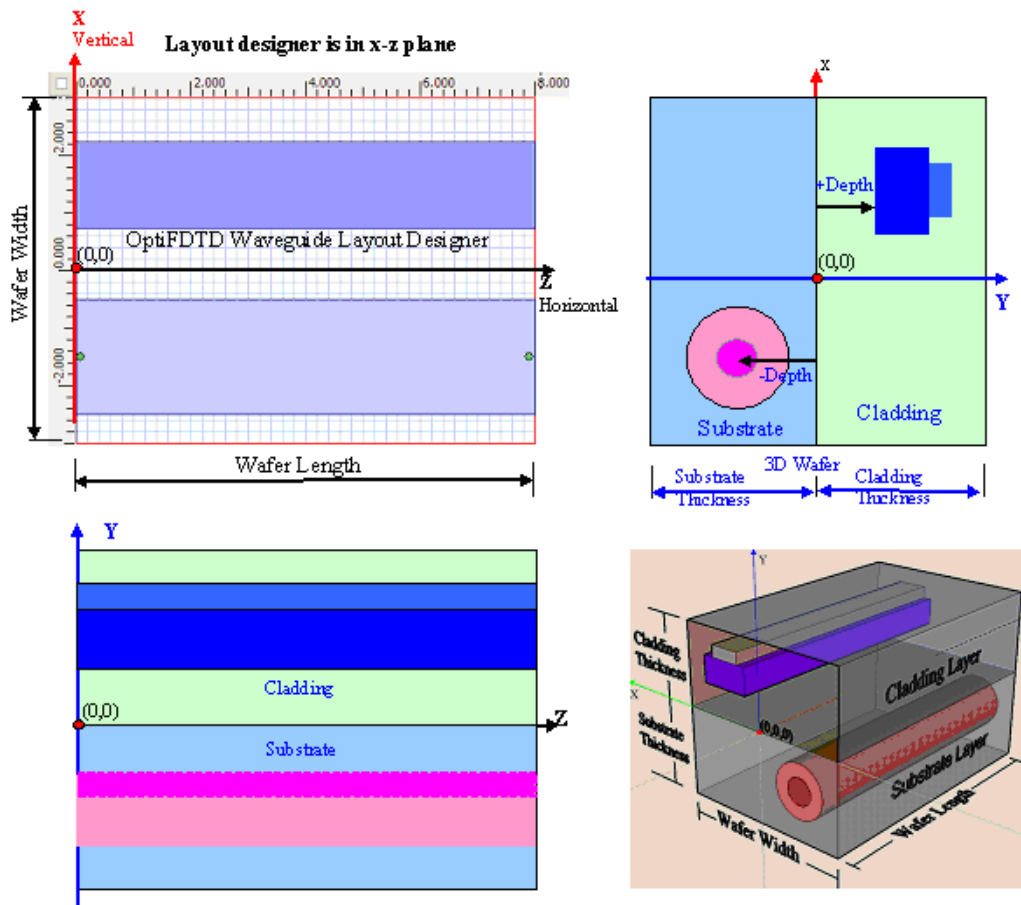 X
Vertical
Layout designer is in x-z plane
0.000 2.000 4.000 6.000 8.000
2.000
0.000
-2.000
Wafer Width
OptiFDTD Waveguide Layout Designer
(0,0)
Z
Horizontal
Wafer Length
x
+Depth
(0,0)
Y
-Depth
Substrate
Cladding
3D Wafer
Substrate
Thickness
Cladding
Thickness
Y
Cladding
(0,0)
Z
Substrate
Y
Cladding
Thickness
X
Substrate
Thickness
(0,0,0)
Cladding Layer
Substrate Layer
Wafer Width
Wafer Length